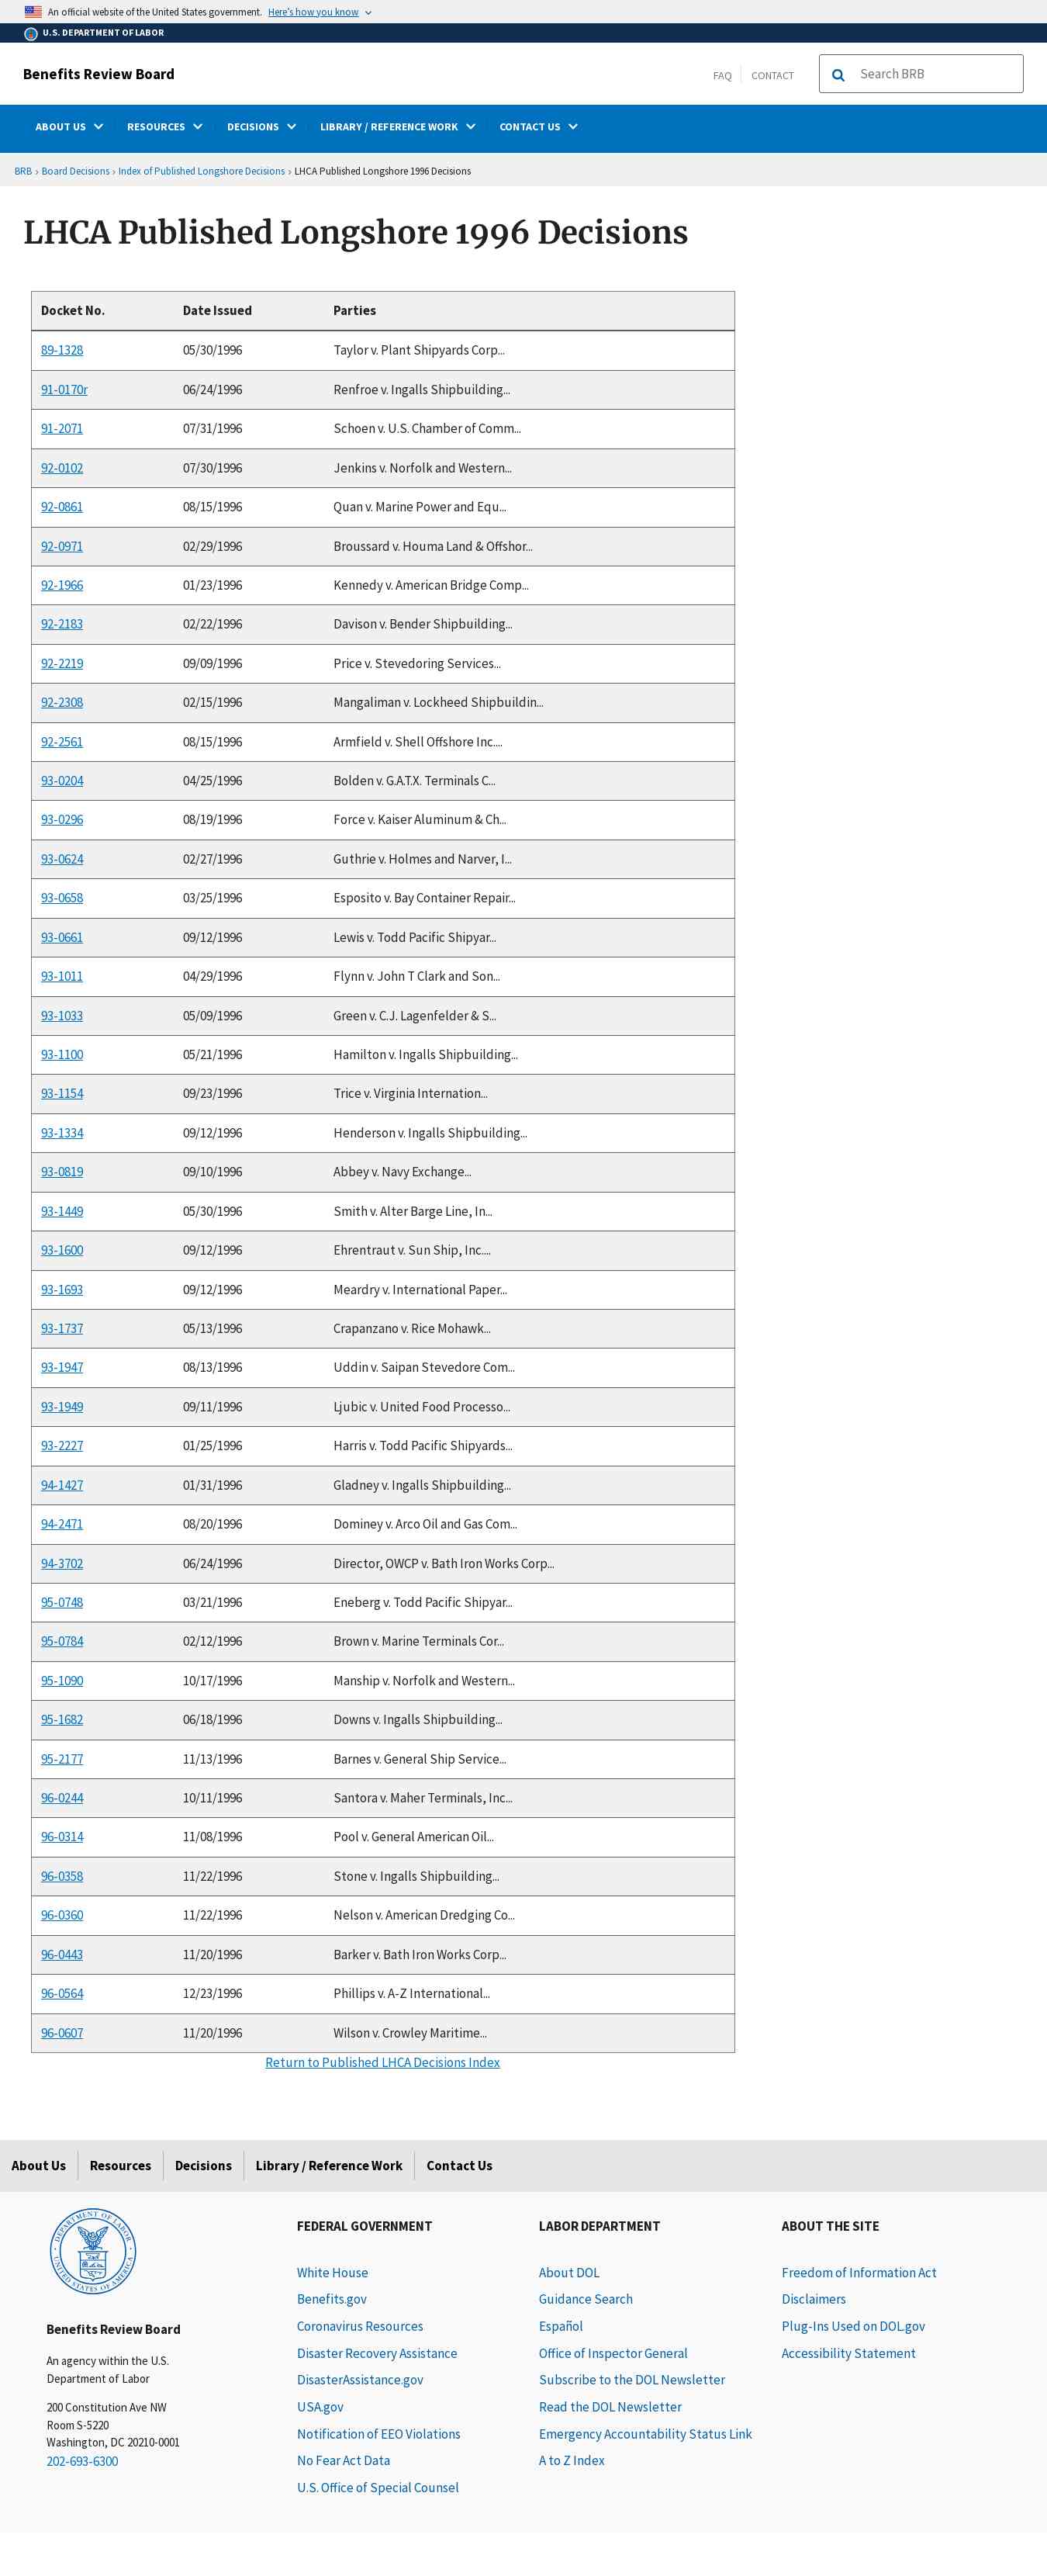 An official website of the United States government. Here's how you know
U.S. DEPARTMENT OF LABOR
Benefits Review Board
FAQ CONTACT Search BRB
ABOUT US RESOURCES DECISIONS LIBRARY / REFERENCE WORK CONTACT US
BRB › Board Decisions › Index of Published Longshore Decisions › LHCA Published Longshore 1996 Decisions
LHCA Published Longshore 1996 Decisions
Docket No. Date Issued Parties
89-1328 05/30/1996 Taylor v. Plant Shipyards Corp...
91-0170r 06/24/1996 Renfroe v. Ingalls Shipbuilding...
91-2071 07/31/1996 Schoen v. U.S. Chamber of Comm...
92-0102 07/30/1996 Jenkins v. Norfolk and Western...
92-0861 08/15/1996 Quan v. Marine Power and Equ...
92-0971 02/29/1996 Broussard v. Houma Land & Offshor...
92-1966 01/23/1996 Kennedy v. American Bridge Comp...
92-2183 02/22/1996 Davison v. Bender Shipbuilding...
92-2219 09/09/1996 Price v. Stevedoring Services...
92-2308 02/15/1996 Mangaliman v. Lockheed Shipbuildin...
92-2561 08/15/1996 Armfield v. Shell Offshore Inc....
93-0204 04/25/1996 Bolden v. G.A.T.X. Terminals C...
93-0296 08/19/1996 Force v. Kaiser Aluminum & Ch...
93-0624 02/27/1996 Guthrie v. Holmes and Narver, I...
93-0658 03/25/1996 Esposito v. Bay Container Repair...
93-0661 09/12/1996 Lewis v. Todd Pacific Shipyar...
93-1011 04/29/1996 Flynn v. John T Clark and Son...
93-1033 05/09/1996 Green v. C.J. Lagenfelder & S...
93-1100 05/21/1996 Hamilton v. Ingalls Shipbuilding...
93-1154 09/23/1996 Trice v. Virginia Internation...
93-1334 09/12/1996 Henderson v. Ingalls Shipbuilding...
93-0819 09/10/1996 Abbey v. Navy Exchange...
93-1449 05/30/1996 Smith v. Alter Barge Line, In...
93-1600 09/12/1996 Ehrentraut v. Sun Ship, Inc....
93-1693 09/12/1996 Meardry v. International Paper...
93-1737 05/13/1996 Crapanzano v. Rice Mohawk...
93-1947 08/13/1996 Uddin v. Saipan Stevedore Com...
93-1949 09/11/1996 Ljubic v. United Food Processo...
93-2227 01/25/1996 Harris v. Todd Pacific Shipyards...
94-1427 01/31/1996 Gladney v. Ingalls Shipbuilding...
94-2471 08/20/1996 Dominey v. Arco Oil and Gas Com...
94-3702 06/24/1996 Director, OWCP v. Bath Iron Works Corp...
95-0748 03/21/1996 Eneberg v. Todd Pacific Shipyar...
95-0784 02/12/1996 Brown v. Marine Terminals Cor...
95-1090 10/17/1996 Manship v. Norfolk and Western...
95-1682 06/18/1996 Downs v. Ingalls Shipbuilding...
95-2177 11/13/1996 Barnes v. General Ship Service...
96-0244 10/11/1996 Santora v. Maher Terminals, Inc...
96-0314 11/08/1996 Pool v. General American Oil...
96-0358 11/22/1996 Stone v. Ingalls Shipbuilding...
96-0360 11/22/1996 Nelson v. American Dredging Co...
96-0443 11/20/1996 Barker v. Bath Iron Works Corp...
96-0564 12/23/1996 Phillips v. A-Z International...
96-0607 11/20/1996 Wilson v. Crowley Maritime...
Return to Published LHCA Decisions Index
About Us Resources Decisions Library / Reference Work Contact Us
DEPARTMENT OF LABOR
UNITED STATES OF AMERICA
Benefits Review Board
An agency within the U.S.
Department of Labor
200 Constitution Ave NW
Room S-5220
Washington, DC 20210-0001
202-693-6300
FEDERAL GOVERNMENT
White House
Benefits.gov
Coronavirus Resources
Disaster Recovery Assistance
DisasterAssistance.gov
USA.gov
Notification of EEO Violations
No Fear Act Data
U.S. Office of Special Counsel
LABOR DEPARTMENT
About DOL
Guidance Search
Español
Office of Inspector General
Subscribe to the DOL Newsletter
Read the DOL Newsletter
Emergency Accountability Status Link
A to Z Index
ABOUT THE SITE
Freedom of Information Act
Disclaimers
Plug-Ins Used on DOL.gov
Accessibility Statement